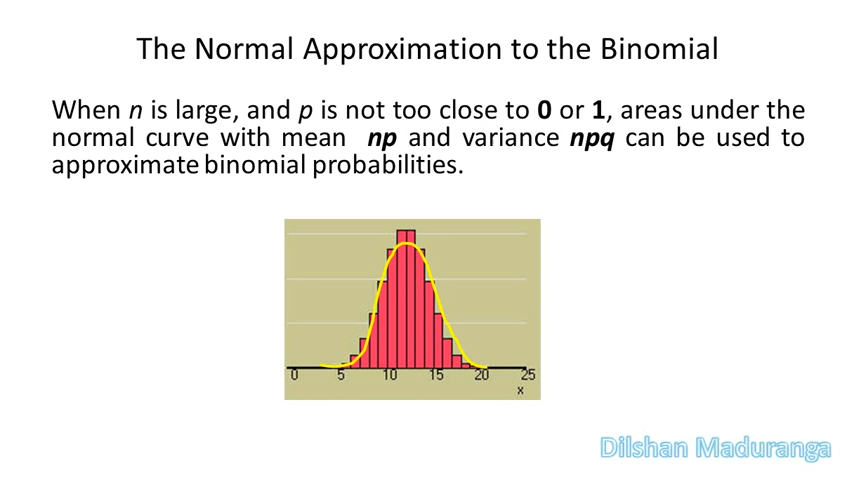 The Normal Approximation to the Binomial
When n is large, and p is not too close to 0 or 1, areas under the
normal curve with mean np and variance npq can be used to
approximate binomial probabilities.
0 5 10 15 20 25
x
Dilshan Maduranga